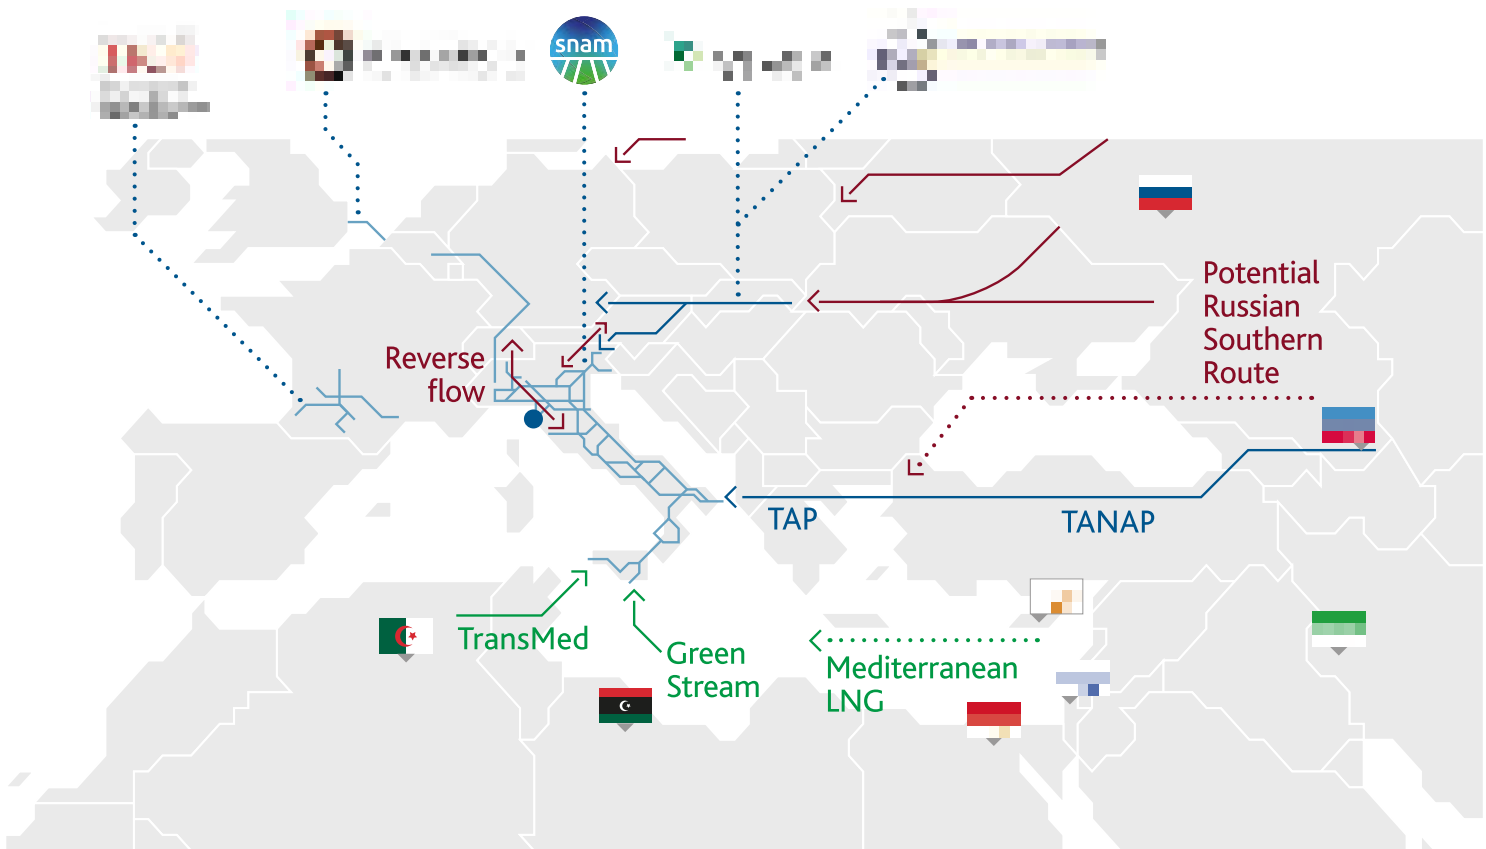 snam
Potential
Russian
Southern
Route
Reverse
flow
TAP
TANAP
TransMed
Green
Stream
Mediterranean
LNG